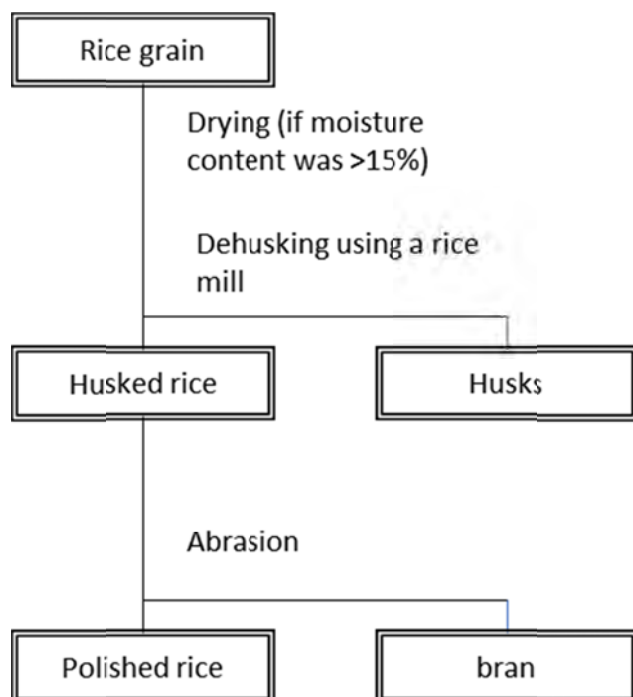 Rice grain
Drying (if moisture
content was >15%)
Dehusking using a rice
mill
Husked rice
Husks
Abrasion
Polished rice
bran